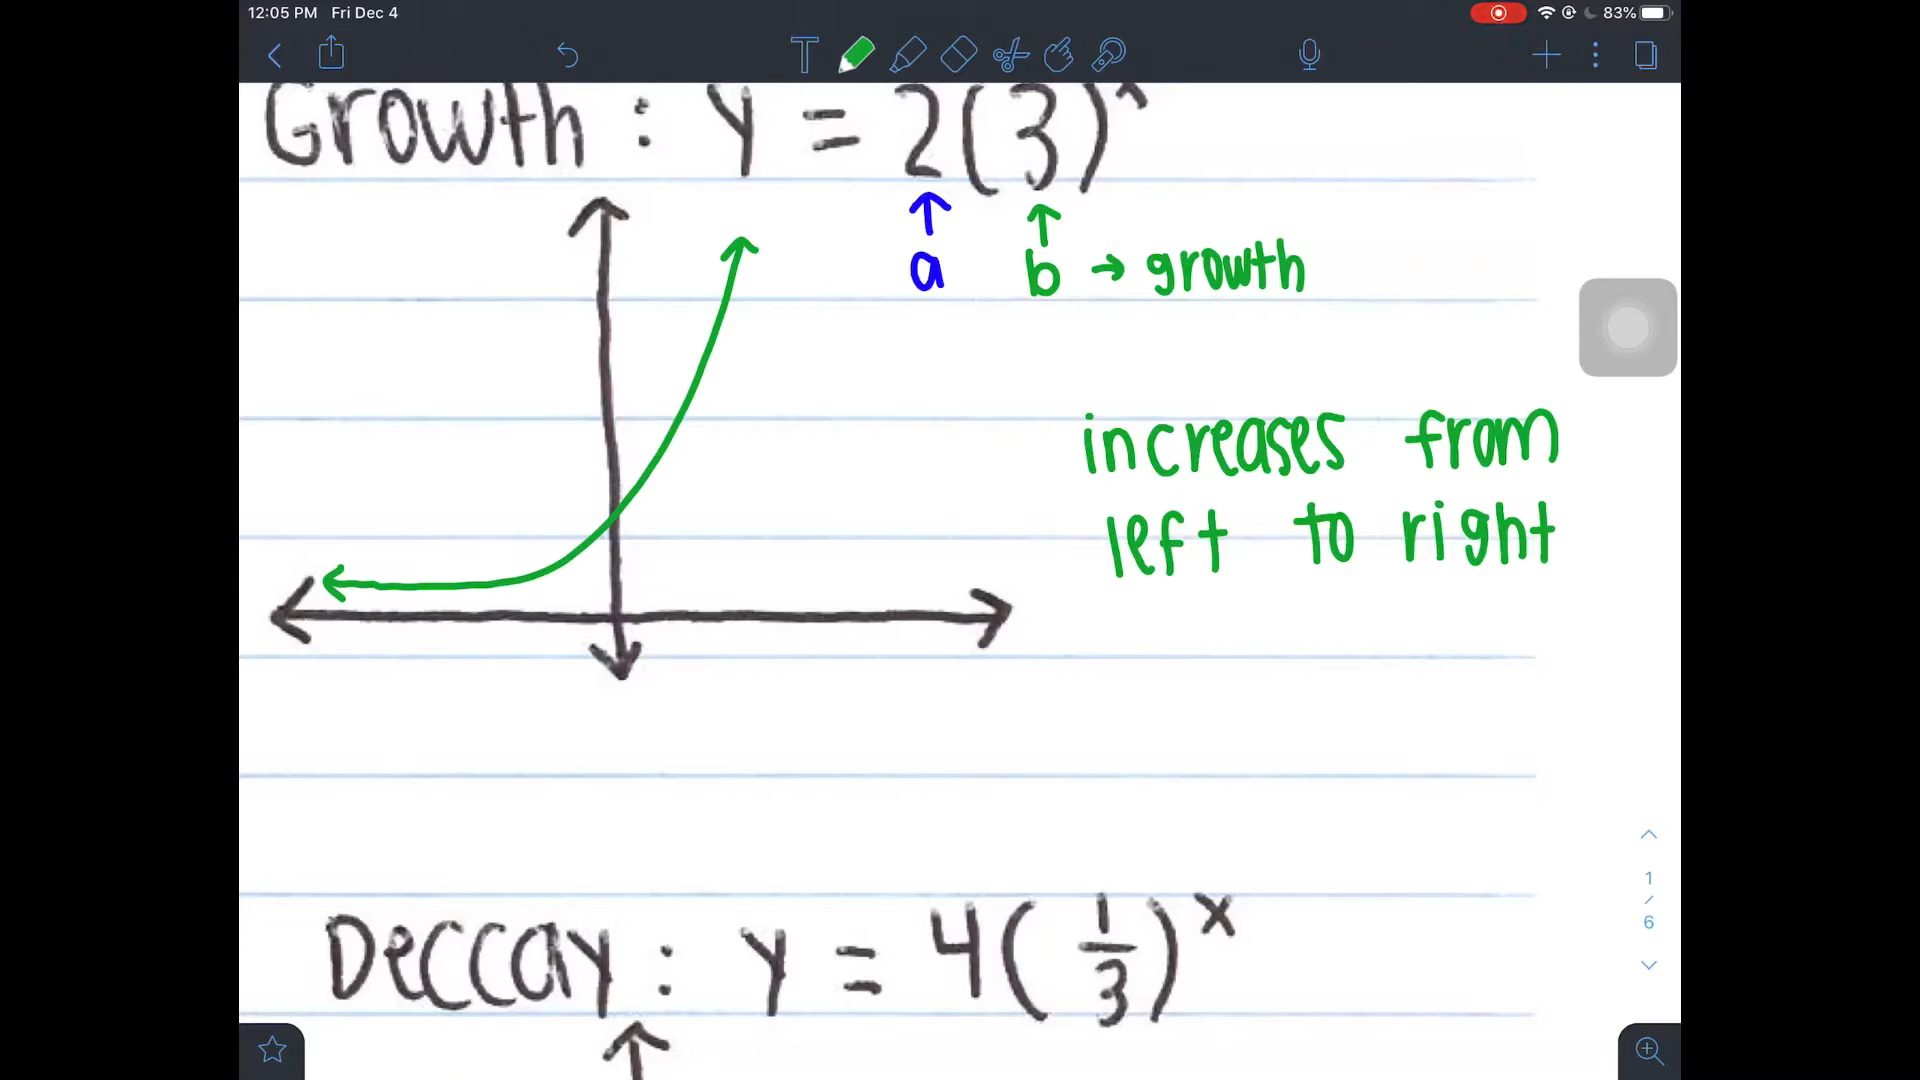 12:05 PM Fri Dec 4
83%
T
Growth : y = 2(3)^x
a b → growth
increases from
left to right
1
/
6
Deccay : y = 4(1/3)^x